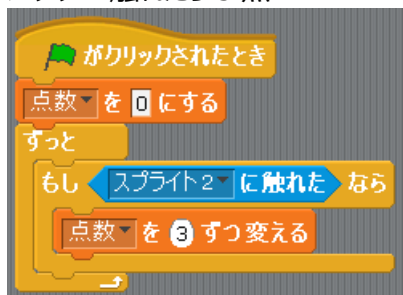 がクリックされたとき
点数 を 0 にする
ずっと
もし スプライト2 に触れた なら
点数 を 3 ずつ変える